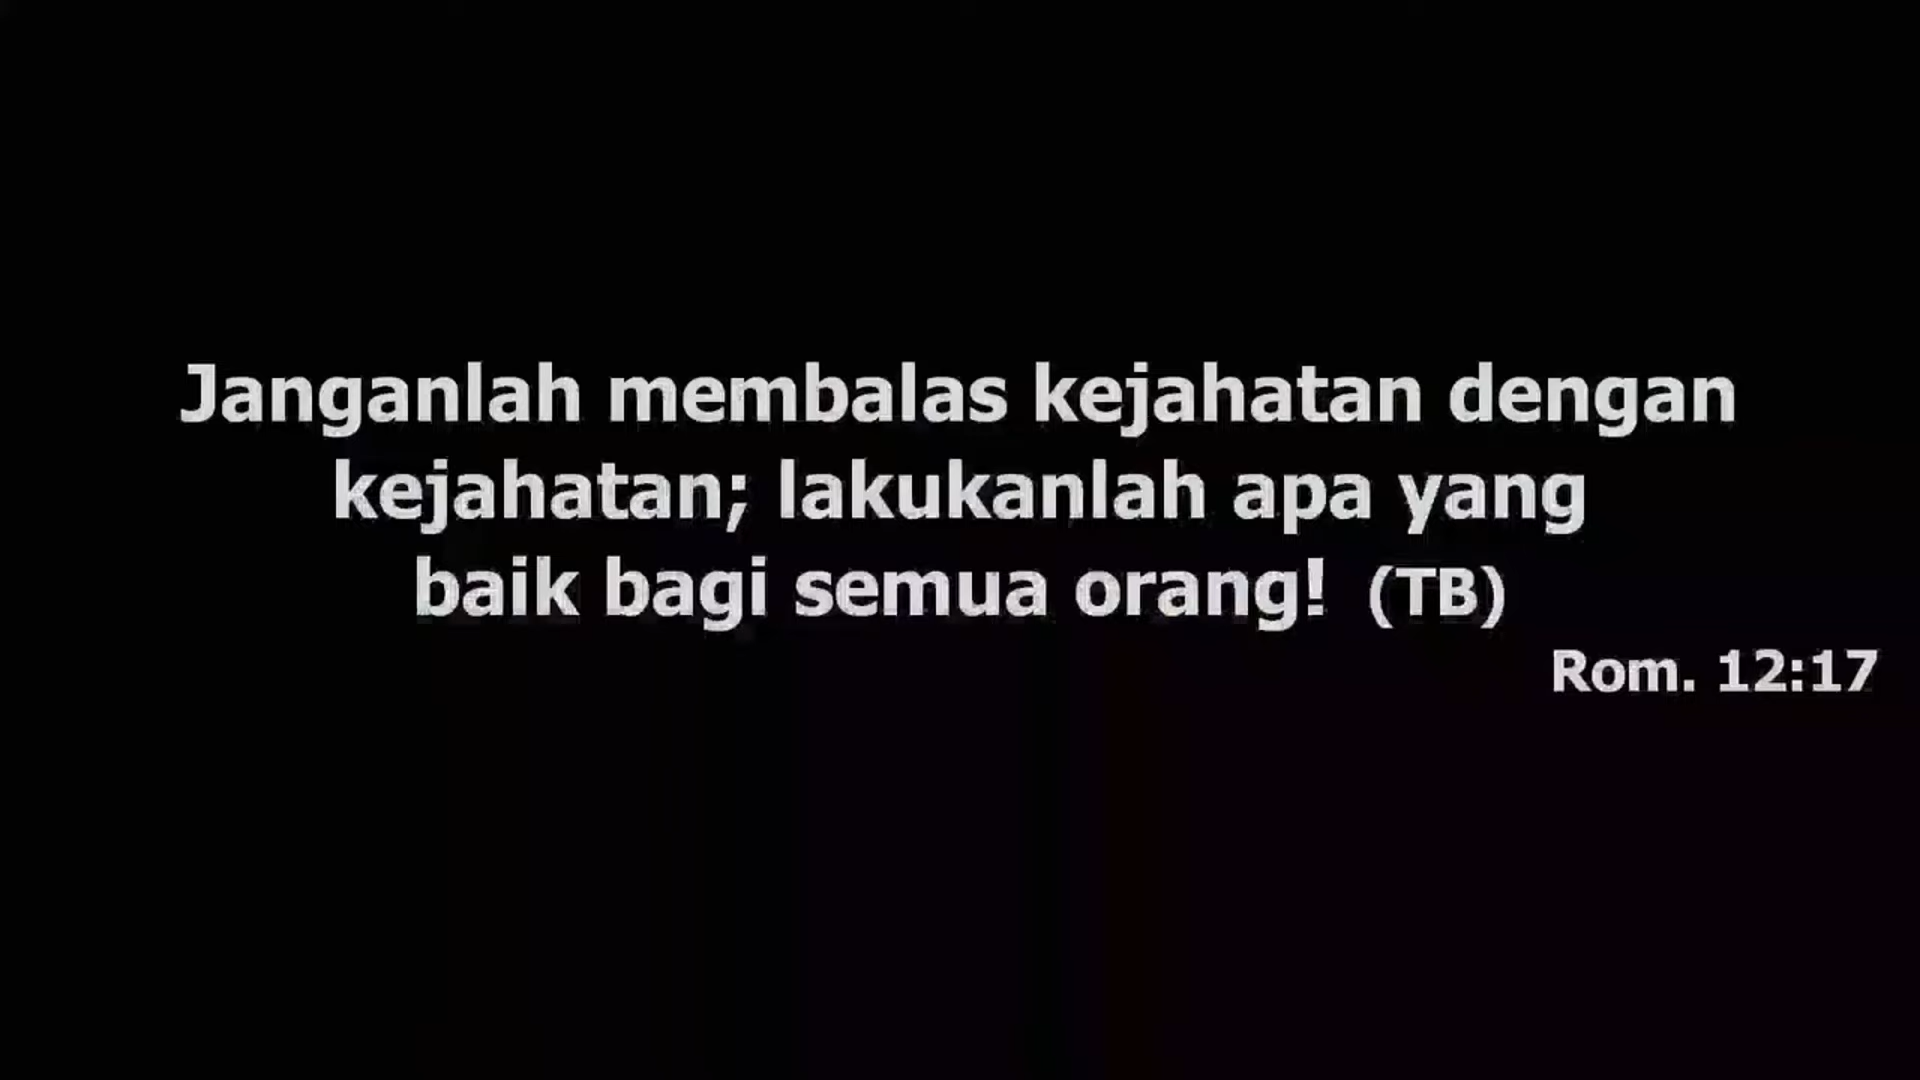 Janganlah membalas kejahatan dengan
kejahatan; lakukanlah apa yang
baik bagi semua orang! (TB)
Rom. 12:17